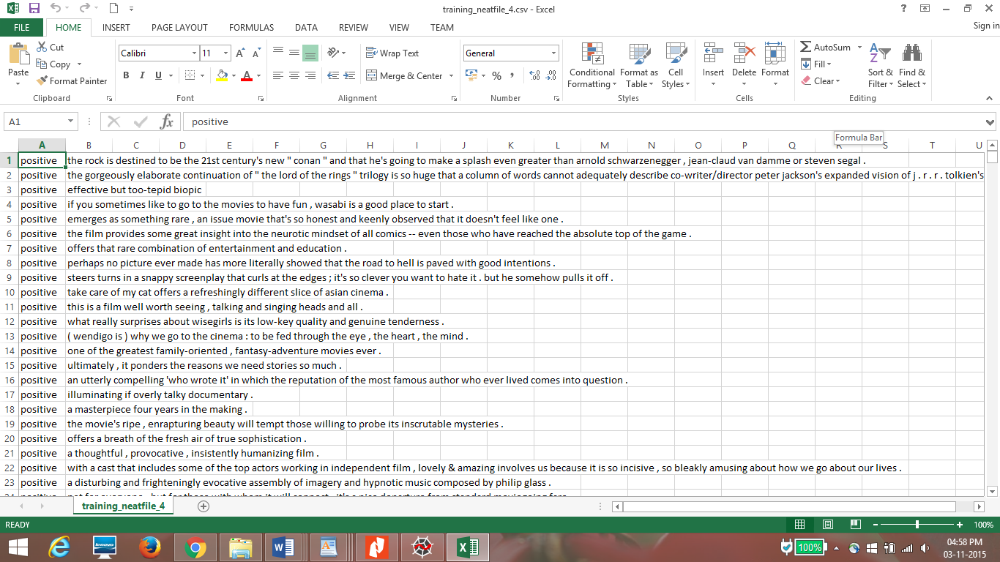 training_neatfile_4.csv - Excel
?
FILE HOME INSERT PAGE LAYOUT FORMULAS DATA REVIEW VIEW TEAM Sign in
Paste
Cut
Copy
Format Painter
Clipboard
Calibri 11 A A
B I U A
Font
Wrap Text
Merge & Center
Alignment
General
% ,
Number
Conditional Formatting
Format as Table
Cell Styles
Styles
Insert Delete Format
Cells
AutoSum
Fill
Clear
Sort & Filter
Find & Select
Editing
A1 fx positive
Formula Bar
A B C D E F G H I J K L M N O P Q R S T U
1 positive the rock is destined to be the 21st century's new " conan " and that he's going to make a splash even greater than arnold schwarzenegger , jean-claud van damme or steven segal .
2 positive the gorgeously elaborate continuation of " the lord of the rings " trilogy is so huge that a column of words cannot adequately describe co-writer/director peter jackson's expanded vision of j . r . r . tolkien's
3 positive effective but too-tepid biopic
4 positive if you sometimes like to go to the movies to have fun , wasabi is a good place to start .
5 positive emerges as something rare , an issue movie that's so honest and keenly observed that it doesn't feel like one .
6 positive the film provides some great insight into the neurotic mindset of all comics -- even those who have reached the absolute top of the game .
7 positive offers that rare combination of entertainment and education .
8 positive perhaps no picture ever made has more literally showed that the road to hell is paved with good intentions .
9 positive steers turns in a snappy screenplay that curls at the edges ; it's so clever you want to hate it . but he somehow pulls it off .
10 positive take care of my cat offers a refreshingly different slice of asian cinema .
11 positive this is a film well worth seeing , talking and singing heads and all .
12 positive what really surprises about wisegirls is its low-key quality and genuine tenderness .
13 positive ( wendigo is ) why we go to the cinema : to be fed through the eye , the heart , the mind .
14 positive one of the greatest family-oriented , fantasy-adventure movies ever .
15 positive ultimately , it ponders the reasons we need stories so much .
16 positive an utterly compelling 'who wrote it' in which the reputation of the most famous author who ever lived comes into question .
17 positive illuminating if overly talky documentary .
18 positive a masterpiece four years in the making .
19 positive the movie's ripe , enrapturing beauty will tempt those willing to probe its inscrutable mysteries .
20 positive offers a breath of the fresh air of true sophistication .
21 positive a thoughtful , provocative , insistently humanizing film .
22 positive with a cast that includes some of the top actors working in independent film , lovely & amazing involves us because it is so incisive , so bleakly amusing about how we go about our lives .
23 positive a disturbing and frighteningly evocative assembly of imagery and hypnotic music composed by philip glass .
training_neatfile_4
READY 100%
lenovo
100%
04:58 PM
03-11-2015